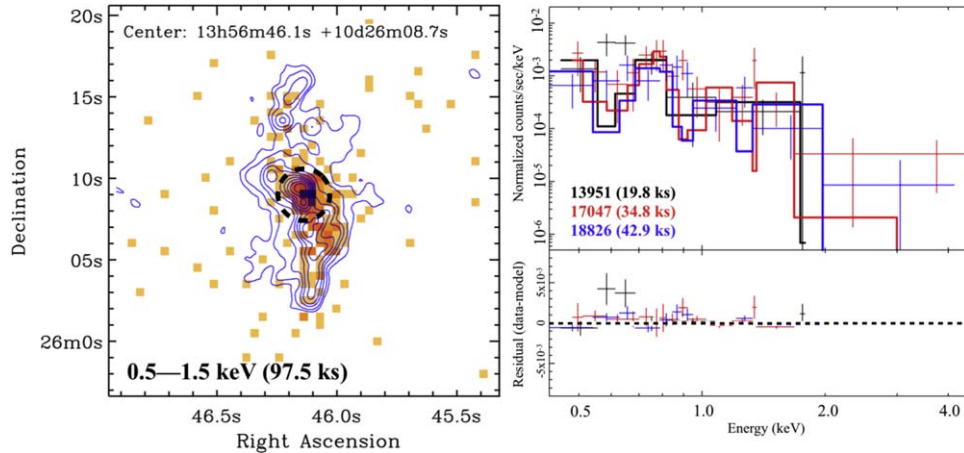 Center: 13h56m46.1s +10d26m08.7s
20s
15s
10s
05s
26m0s
Declination
0.5—1.5 keV (97.5 ks)
46.5s
46.0s
45.5s
Right Ascension
10⁻²
10⁻³
10⁻⁴
10⁻⁵
10⁻⁶
Normalized counts/sec/keV
13951 (19.8 ks)
17047 (34.8 ks)
18826 (42.9 ks)
5x10⁻³
0
-5x10⁻³
Residual (data-model)
0.5
1.0
2.0
4.0
Energy (keV)